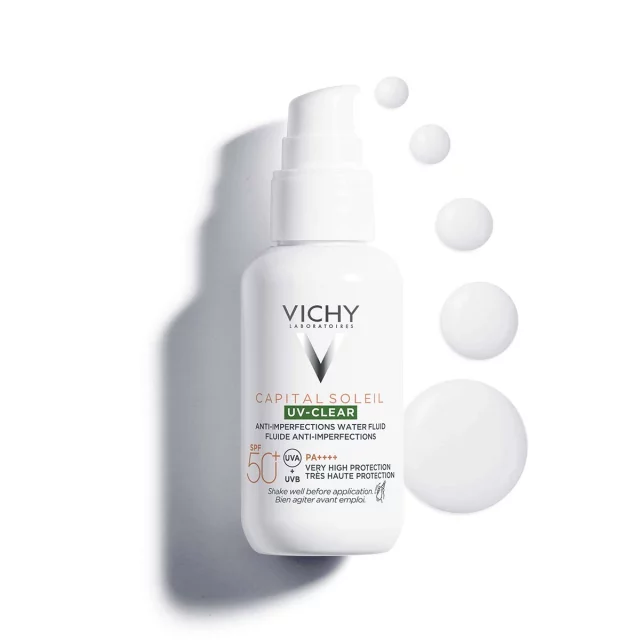 VICHY
LABORATOIRES
CAPITAL SOLEIL
UV-CLEAR
ANTI-IMPERFECTIONS WATER FLUID
FLUIDE ANTI-IMPERFECTIONS
SPF
50+
UVA
+
UVB
PA++++
VERY HIGH PROTECTION
TRÈS HAUTE PROTECTION
Shake well before application.
Bien agiter avant emploi.